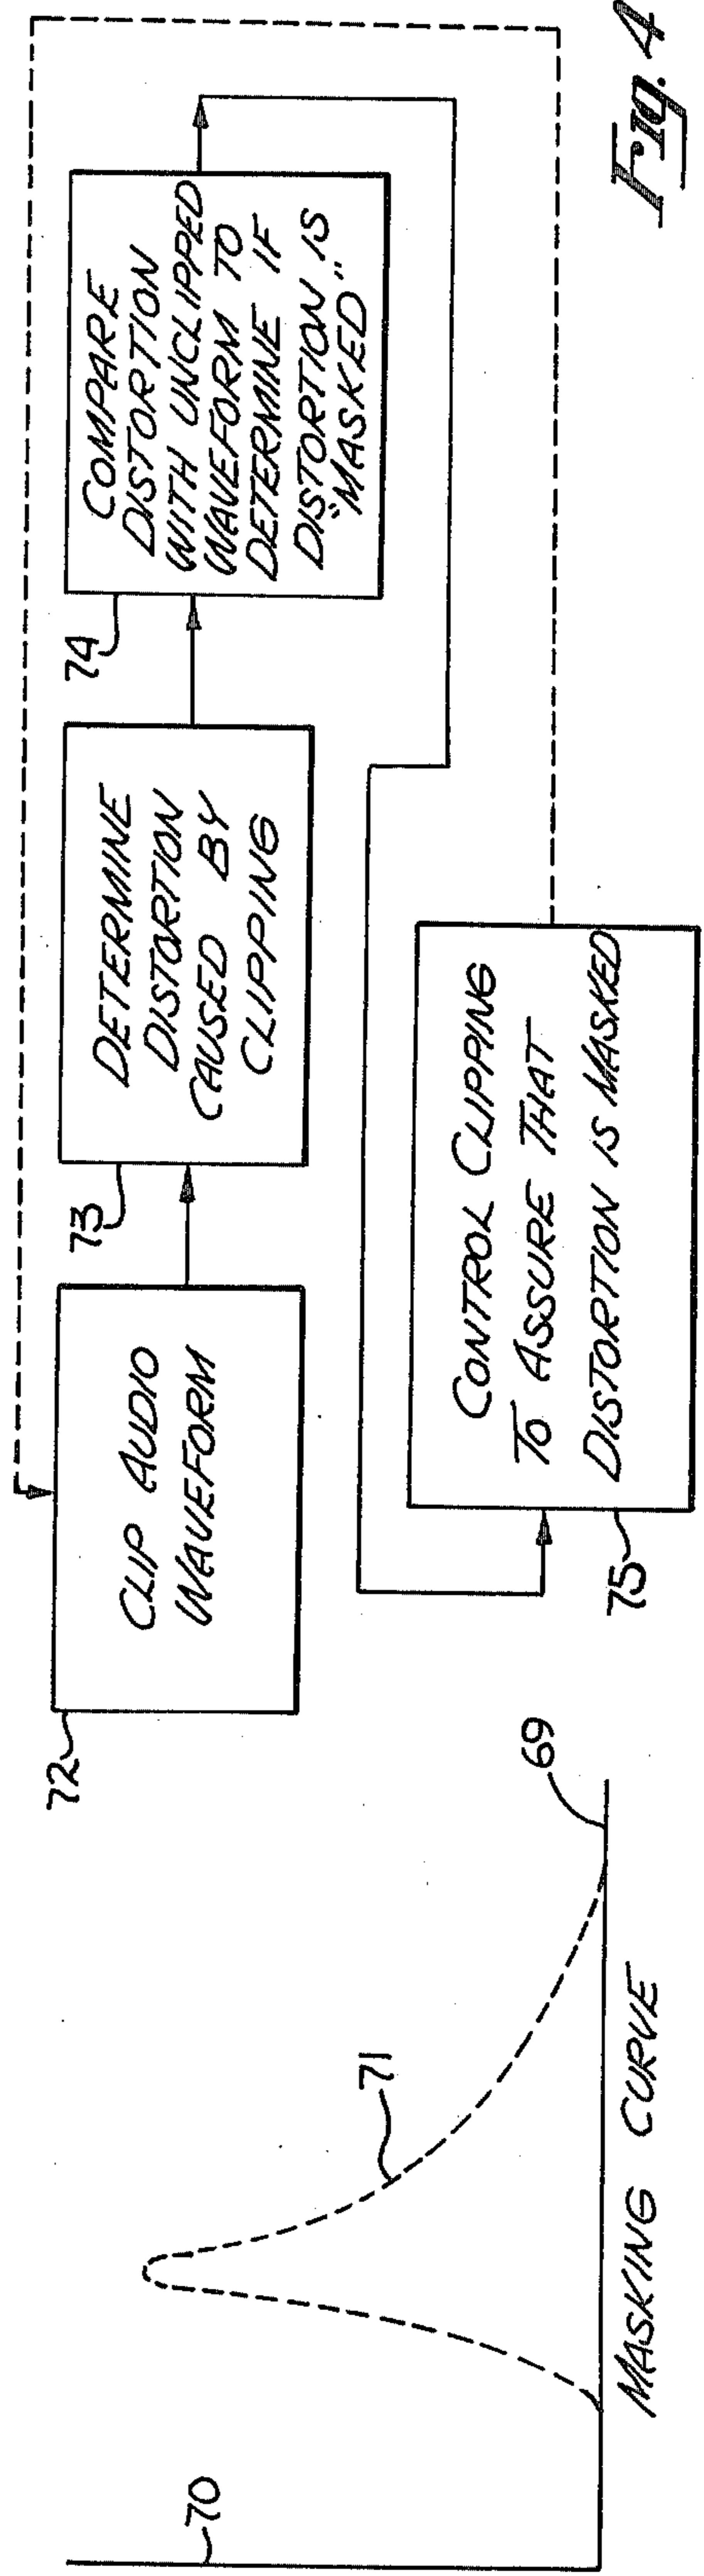 70
71
69
MASKING CURVE
72
CLIP AUDIO
WAVEFORM
73
DETERMINE
DISTORTION
CAUSED BY
CLIPPING
74
COMPARE
DISTORTION
WITH UNCLIPPED
WAVEFORM TO
DETERMINE IF
DISTORTION IS
"MASKED"
75
CONTROL CLIPPING
TO ASSURE THAT
DISTORTION IS MASKED
Fig. 4